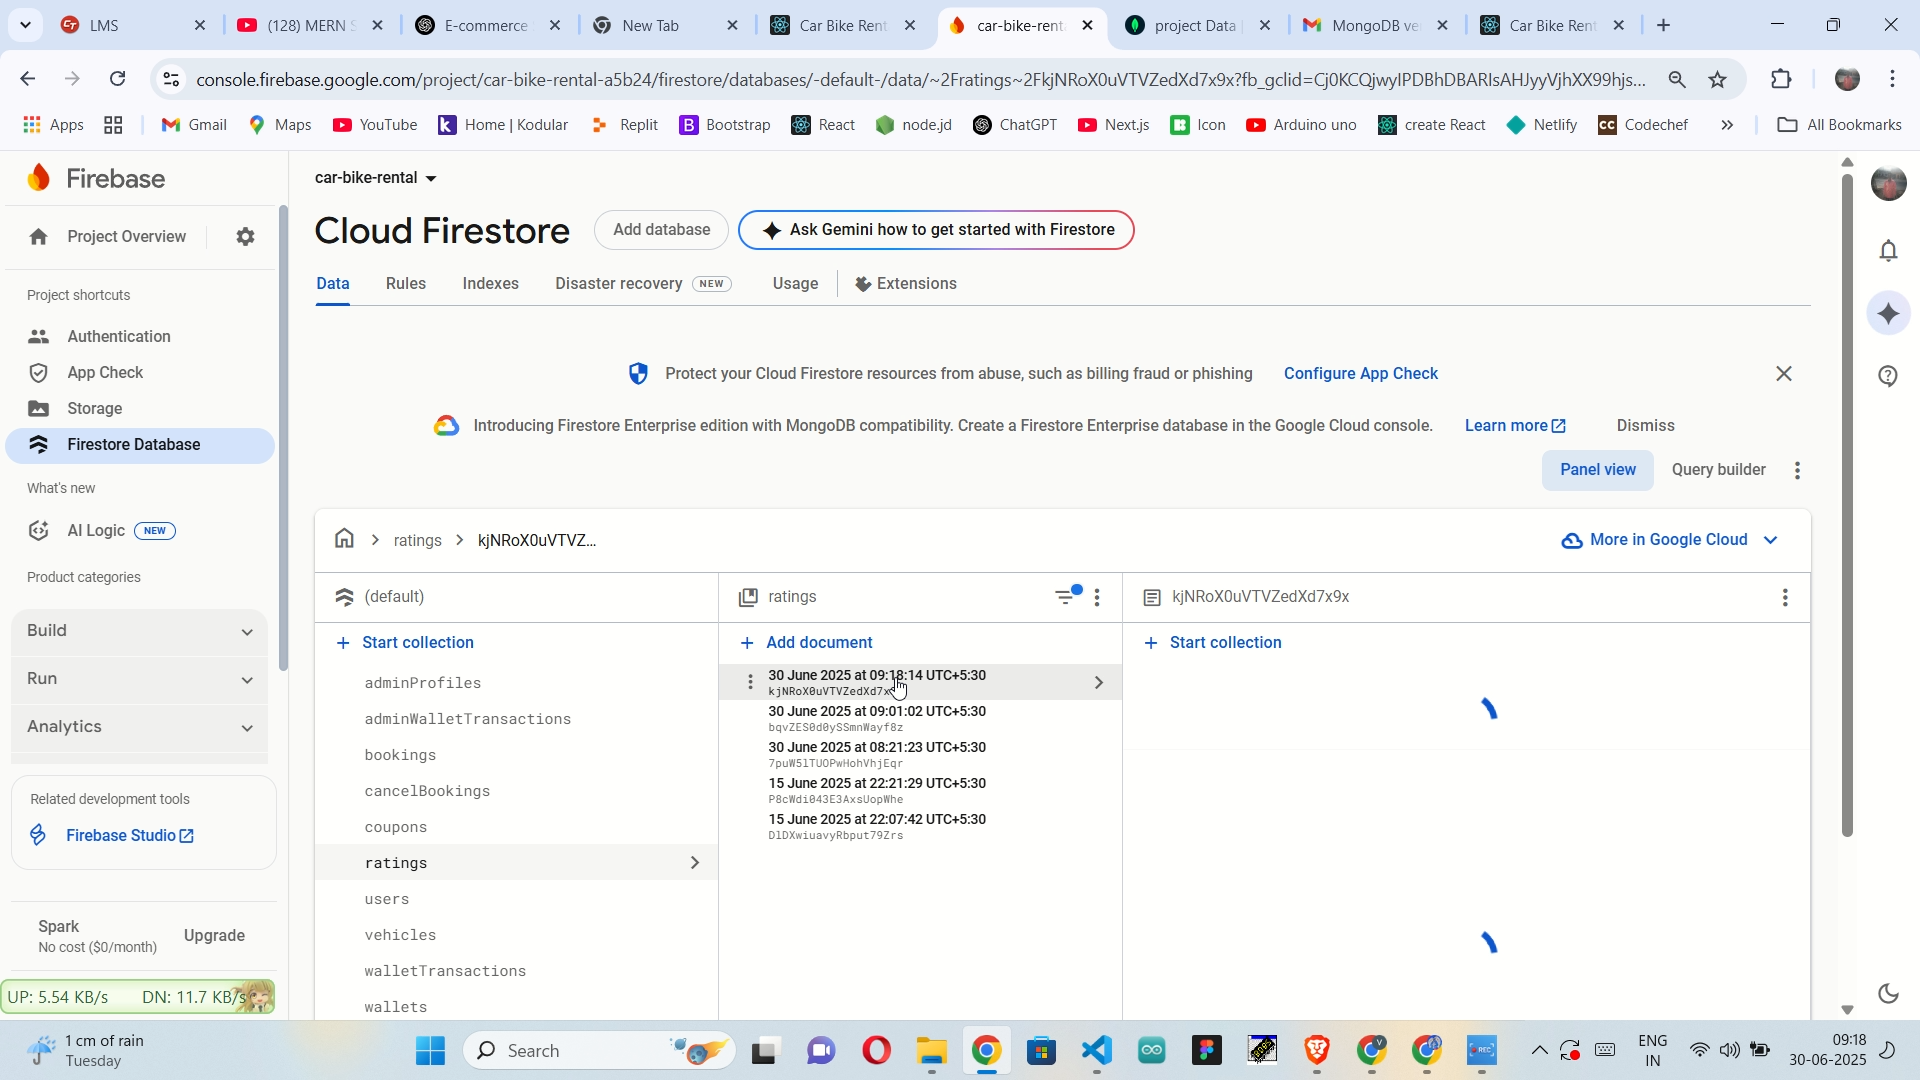 LMS
(128) MERN S
E-commerce
New Tab
Car Bike Rent
car-bike-rent
project Data
MongoDB ve
Car Bike Rent
console.firebase.google.com/project/car-bike-rental-a5b24/firestore/databases/-default-/data/~2Fratings~2FkjNRoX0uVTVZedXd7x9x?fb_gclid=Cj0KCQjwyIPDBhDBARIsAHJyyVjhXX99hjs...
Apps
Gmail
Maps
YouTube
Home | Kodular
Replit
Bootstrap
React
node.jd
ChatGPT
Next.js
Icon
Arduino uno
create React
Netlify
Codechef
All Bookmarks
Firebase
Project Overview
Project shortcuts
Authentication
App Check
Storage
Firestore Database
What's new
AI Logic NEW
Product categories
Build
Run
Analytics
Related development tools
Firebase Studio
Spark
No cost ($0/month)
Upgrade
UP: 5.54 KB/s DN: 11.7 KB/s
car-bike-rental
Cloud Firestore
Add database
Ask Gemini how to get started with Firestore
Data
Rules
Indexes
Disaster recovery NEW
Usage
Extensions
Protect your Cloud Firestore resources from abuse, such as billing fraud or phishing
Configure App Check
Introducing Firestore Enterprise edition with MongoDB compatibility. Create a Firestore Enterprise database in the Google Cloud console.
Learn more
Dismiss
Panel view
Query builder
ratings
kjNRoX0uVTVZ...
More in Google Cloud
(default)
Start collection
adminProfiles
adminWalletTransactions
bookings
cancelBookings
coupons
ratings
users
vehicles
walletTransactions
wallets
ratings
Add document
30 June 2025 at 09:18:14 UTC+5:30
kjNRoX0uVTVZedXd7x
30 June 2025 at 09:01:02 UTC+5:30
bqvZES0d0ySSmnWayf8z
30 June 2025 at 08:21:23 UTC+5:30
7puW5lTUOPwHohVhjEqr
15 June 2025 at 22:21:29 UTC+5:30
P8cWdi043E3AxsUopWhe
15 June 2025 at 22:07:42 UTC+5:30
DlDXwiuavyRbput79Zrs
kjNRoX0uVTVZedXd7x9x
Start collection
1 cm of rain
Tuesday
Search
REC
ENG
IN
09:18
30-06-2025